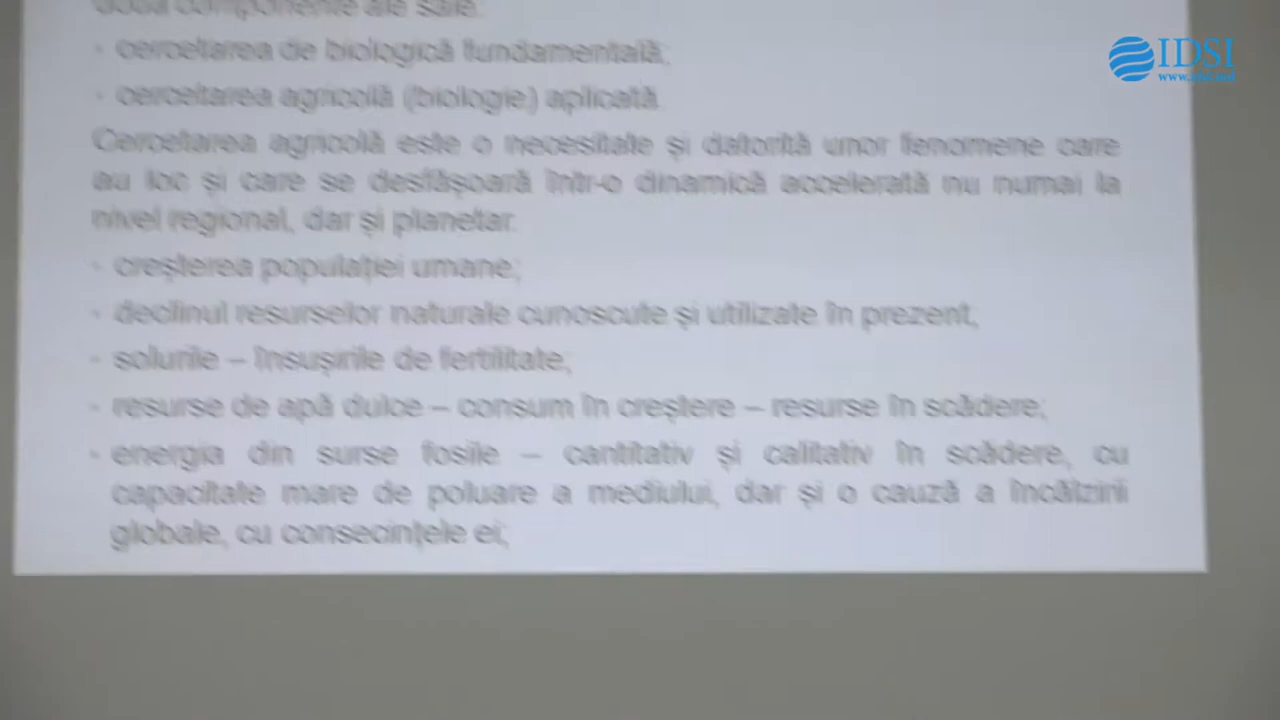 două componente ale sale:
- cercetarea de biologică fundamentală;
- cercetarea agricolă (biologie) aplicată.
Cercetarea agricolă este o necesitate și datorită unor fenomene care
au loc și care se desfășoară într-o dinamică accelerată nu numai la
nivel regional, dar și planetar.
- creșterea populației umane;
- declinul resurselor naturale cunoscute și utilizate în prezent,
- solurile – însușirile de fertilitate;
- resurse de apă dulce – consum în creștere – resurse în scădere;
- energia din surse fosile – cantitativ și calitativ în scădere, cu
capacitate mare de poluare a mediului, dar și o cauză a încălzirii
globale, cu consecințele ei;
IDSI